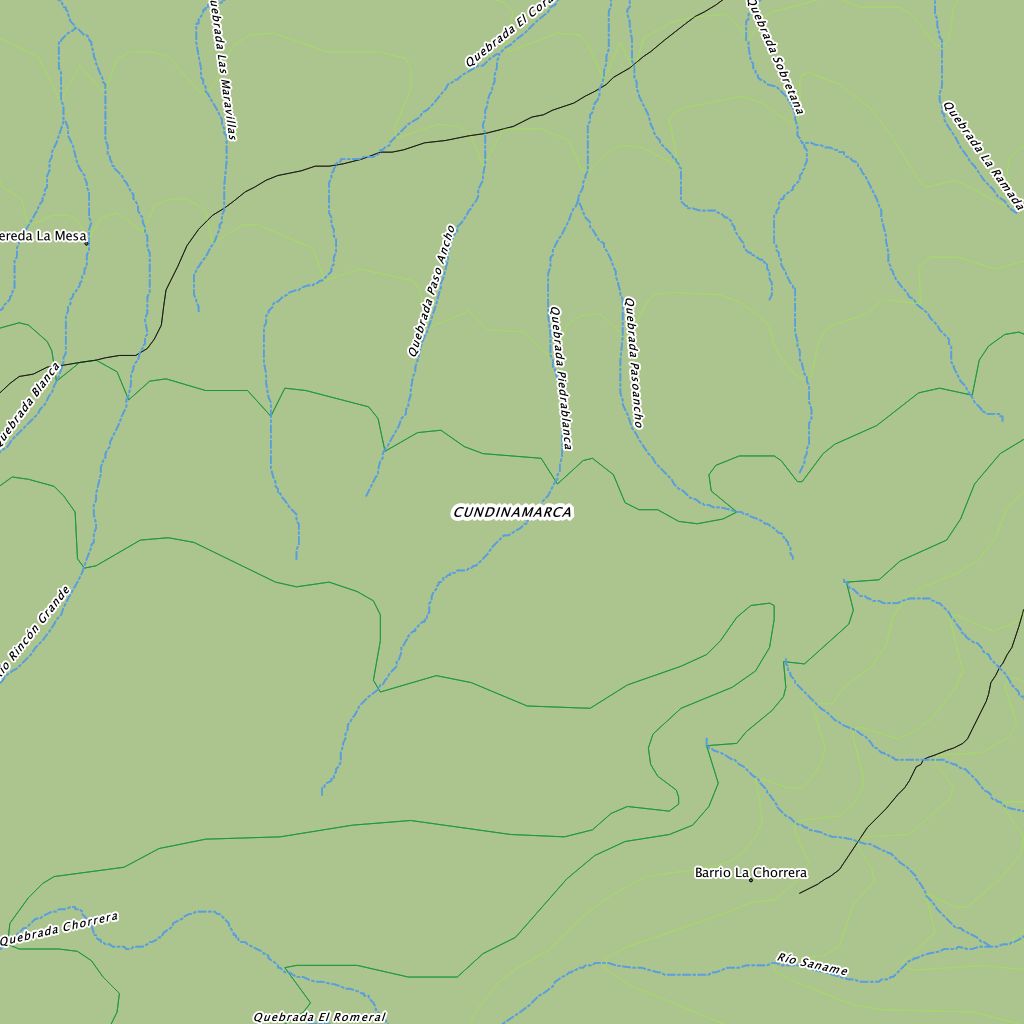 Quebrada Las Maravillas
Quebrada El Cora
Quebrada Sobretana
Quebrada La Ramada
ereda La Mesa
Quebrada Paso Ancho
Quebrada Piedrablanca
Quebrada Pasoancho
Quebrada Blanca
CUNDINAMARCA
io Rincón Grande
Barrio La Chorrera
Quebrada Chorrera
Río Saname
Quebrada El Romeral